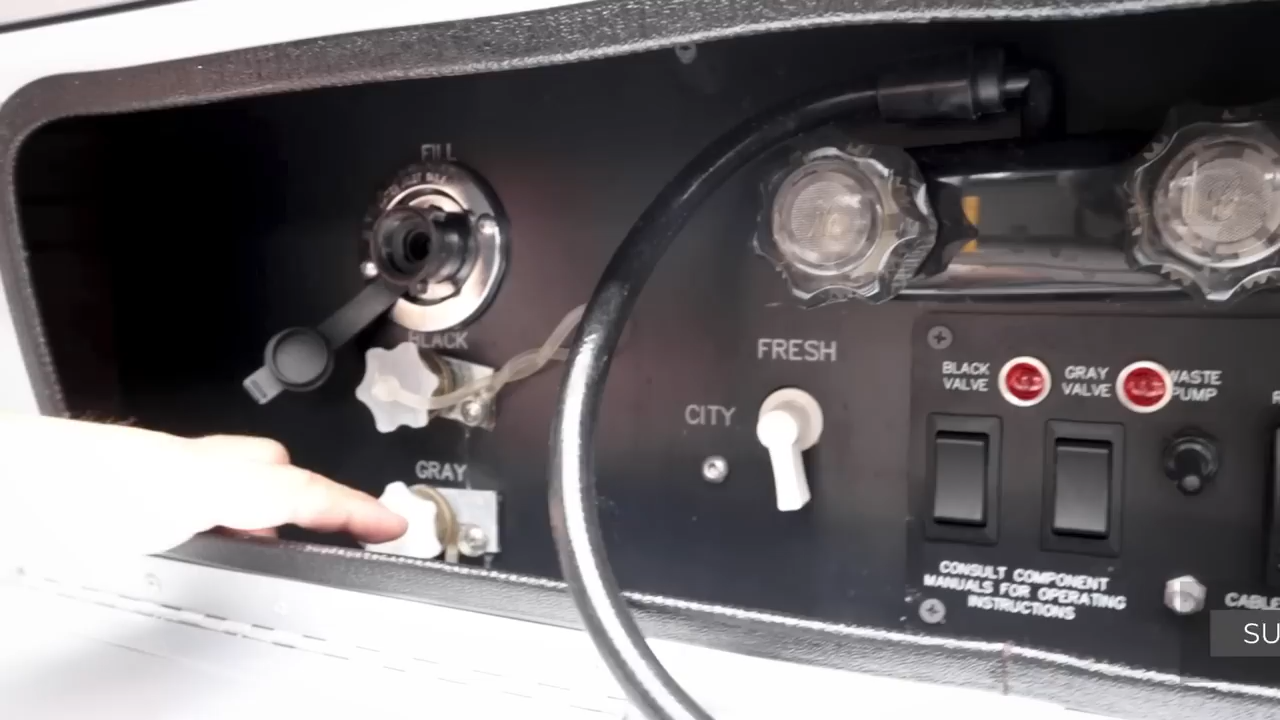 FILL
BLACK
GRAY
FRESH
CITY
BLACK
VALVE
GRAY
VALVE
WASTE
PUMP
CONSULT COMPONENT
MANUALS FOR OPERATING
INSTRUCTIONS
CABLE
SU